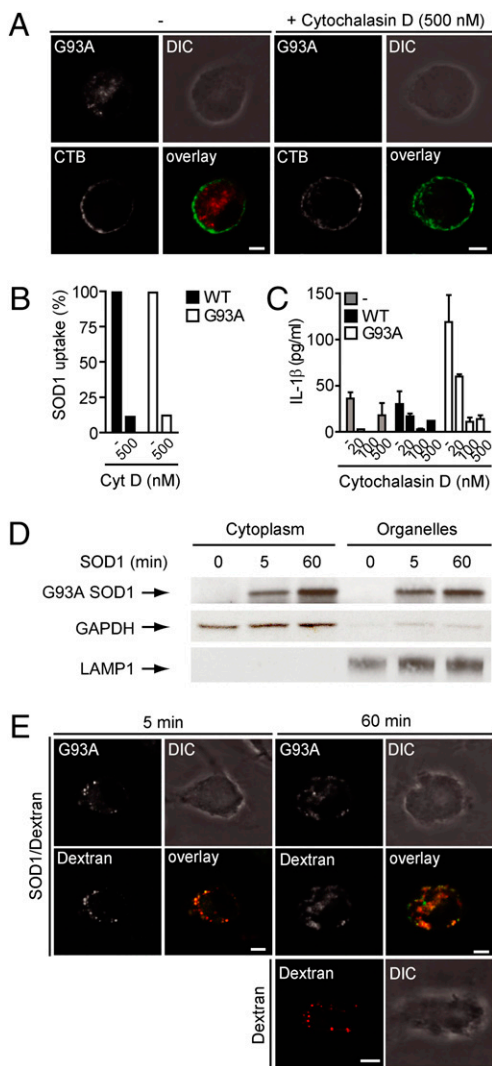 A
- + Cytochalasin D (500 nM)
G93A DIC G93A DIC
CTB overlay CTB overlay
B
SOD1 uptake (%)
100
75
50
25
0
WT
G93A
- 500 - 500
Cyt D (nM)
C
IL-1β (pg/ml)
150
100
50
0
-
WT
G93A
- 20 100 500 - 20 100 500 - 20 100 500
Cytochalasin D (nM)
D
Cytoplasm Organelles
SOD1 (min) 0 5 60 0 5 60
G93A SOD1
GAPDH
LAMP1
E
5 min 60 min
SOD1/Dextran
G93A DIC G93A DIC
Dextran overlay Dextran overlay
Dextran
Dextran DIC